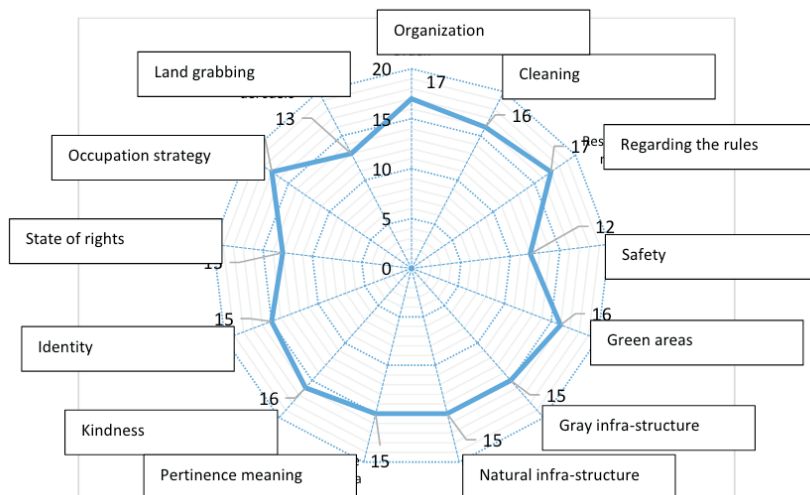 Organization
Land grabbing
20
17
Cleaning
16
13
15
17
Res
Regarding the rules
Occupation strategy
10
12
5
State of rights
0
Safety
15
16
Identity
Green areas
15
16
Kindness
Gray infra-structure
15
15
Pertinence meaning
a
Natural infra-structure